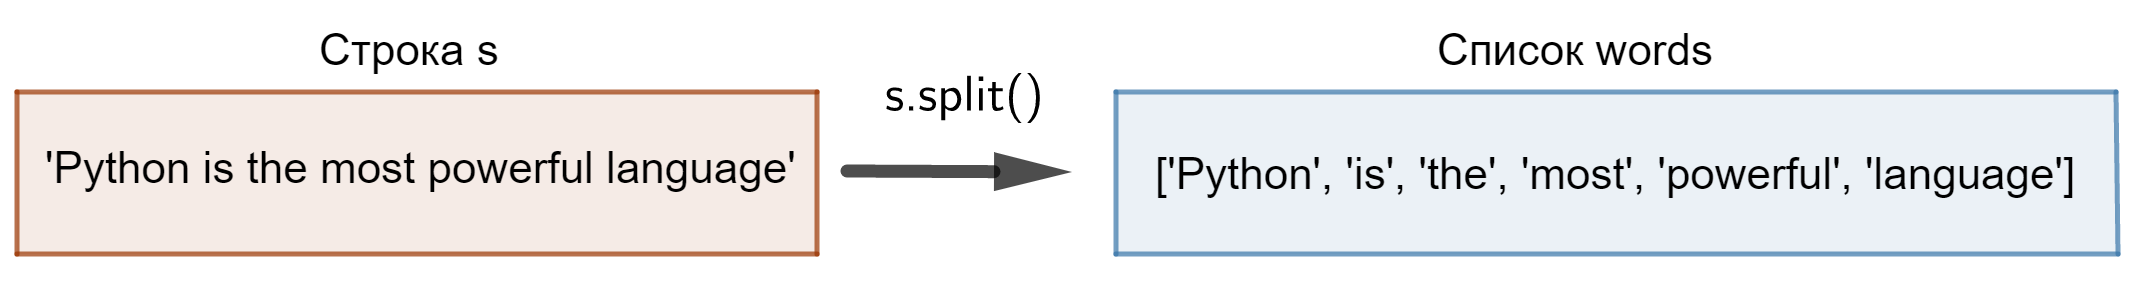 Строка s
'Python is the most powerful language'
s.split()
Список words
['Python', 'is', 'the', 'most', 'powerful', 'language']